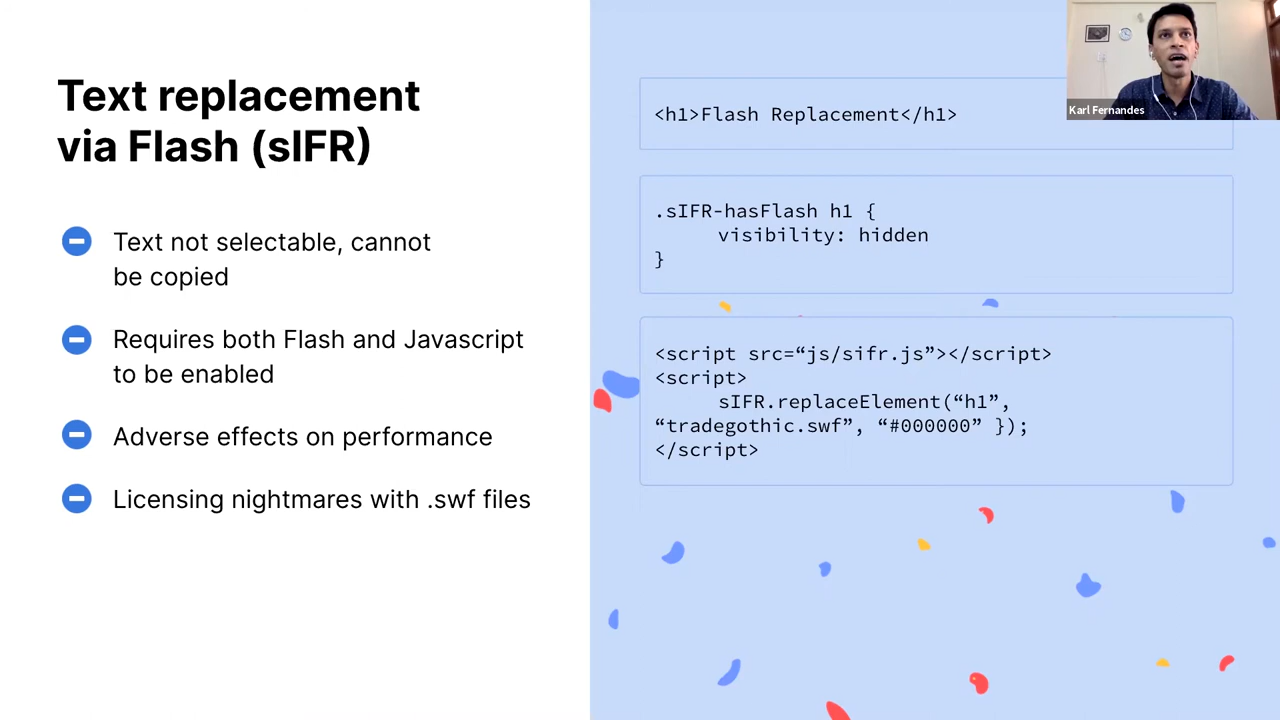 Text replacement
via Flash (sIFR)
Text not selectable, cannot
be copied
Requires both Flash and Javascript
to be enabled
Adverse effects on performance
Licensing nightmares with .swf files
<h1>Flash Replacement</h1>
.sIFR-hasFlash h1 {
visibility: hidden
}
<script src=“js/sifr.js”></script>
<script>
sIFR.replaceElement(“h1”,
“tradegothic.swf”, “#000000” });
</script>
Karl Fernandes